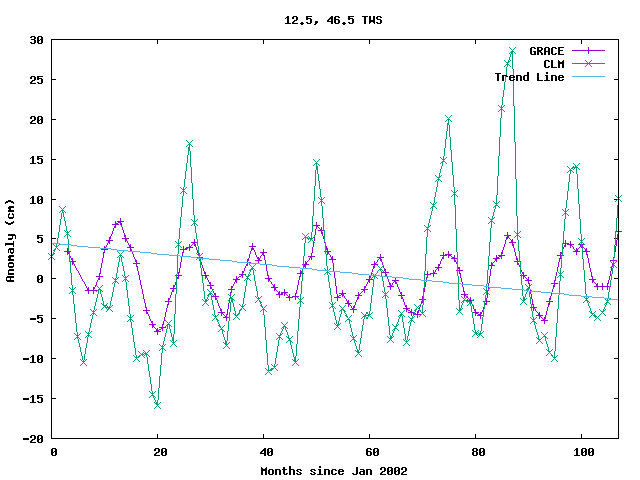 12.5, 46.5 TWS
GRACE
CLM
Trend Line
30
25
20
15
10
5
0
-5
-10
-15
-20
Anomaly (cm)
0 20 40 60 80 100
Months since Jan 2002